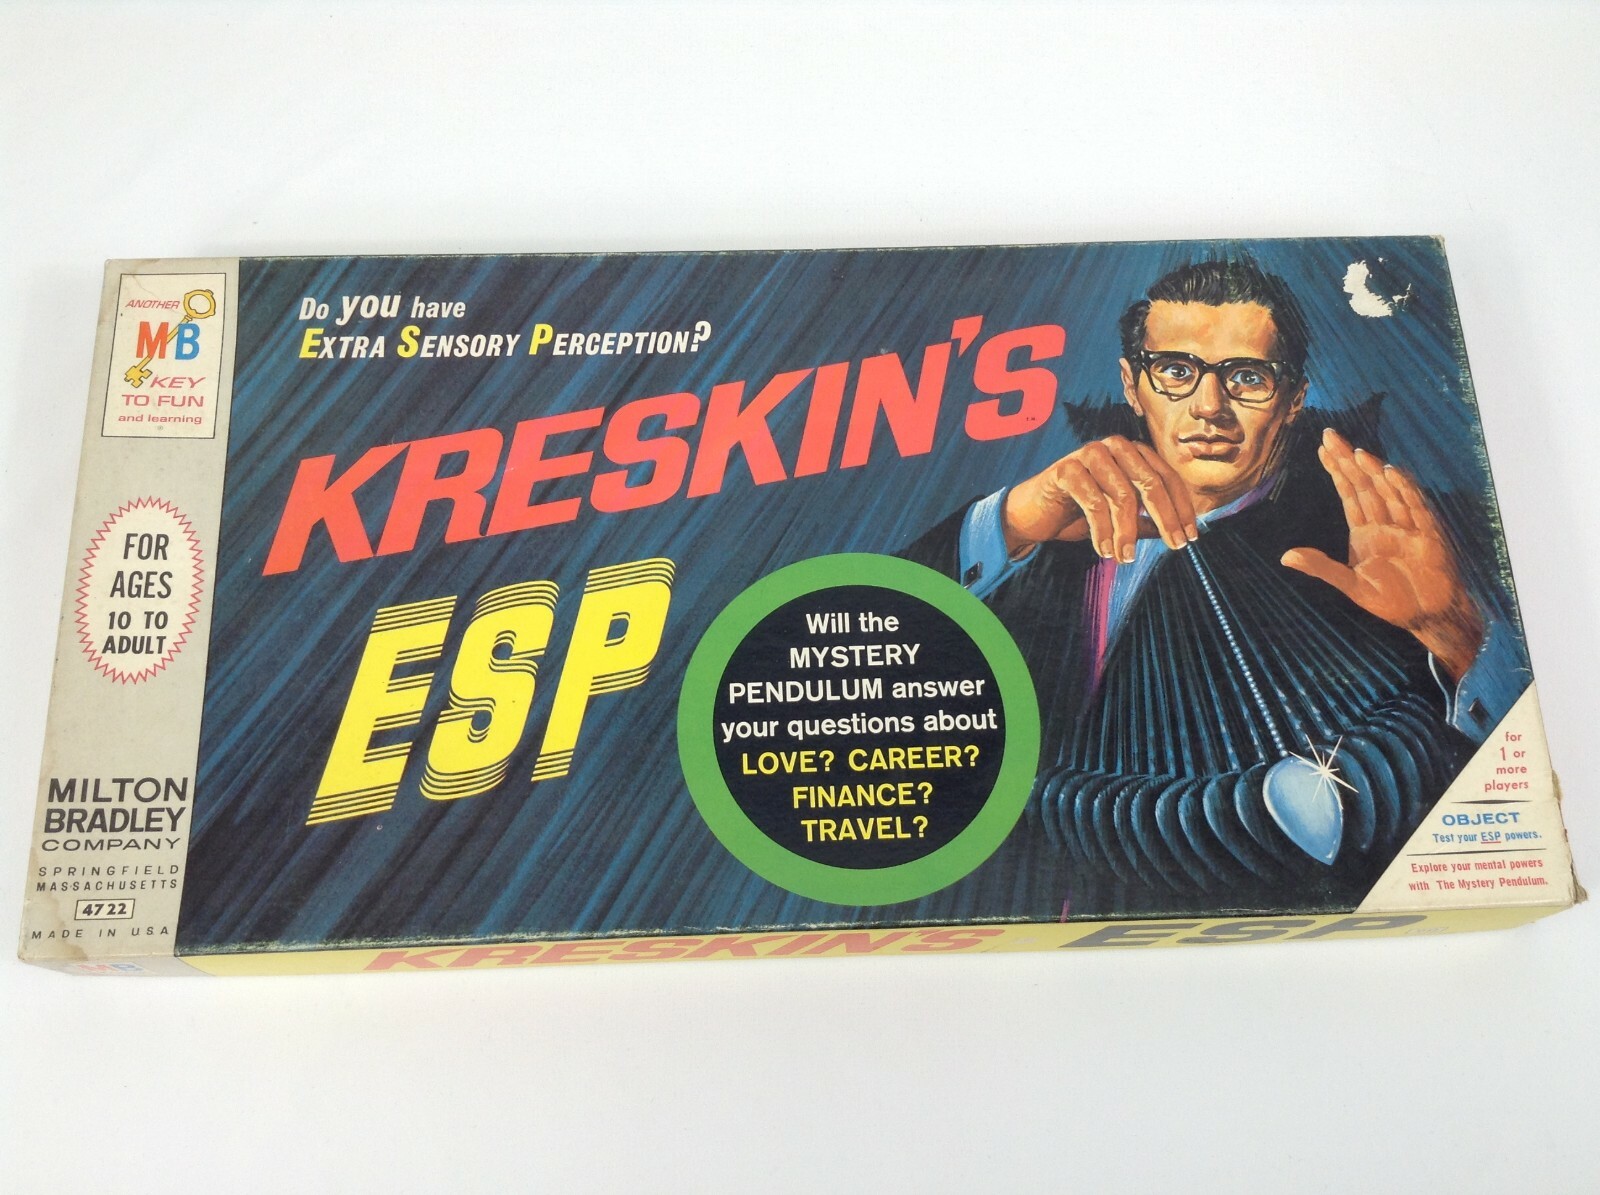 ANOTHER
MB
KEY
TO FUN
and learning
FOR
AGES
10 TO
ADULT
MILTON
BRADLEY
COMPANY
SPRINGFIELD
MASSACHUSETTS
4722
MADE IN USA
Do you have
EXTRA SENSORY PERCEPTION?
KRESKIN'S
ESP
Will the
MYSTERY
PENDULUM answer
your questions about
LOVE? CAREER?
FINANCE?
TRAVEL?
for
1 or
more
players
OBJECT
Test your ESP powers.
Explore your mental powers
with The Mystery Pendulum.
MB
KRESKIN'S ESP